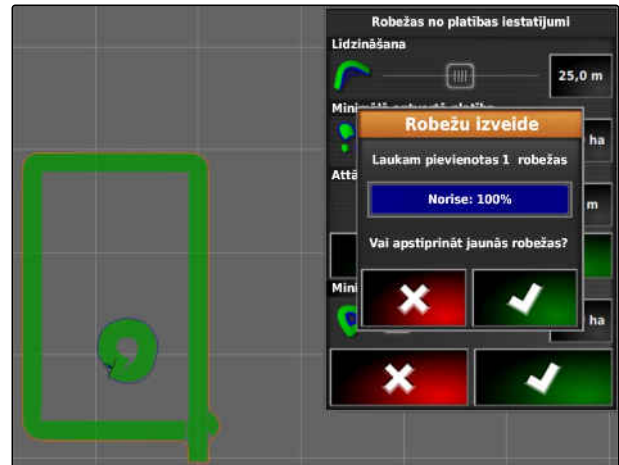 Robežas no platības iestatījumi
Līdzināšana
25,0 m
Robežu izveide
ha
Laukam pievienotas 1 robežas
m
Norise: 100%
Vai apstiprināt jaunās robežas?
ha